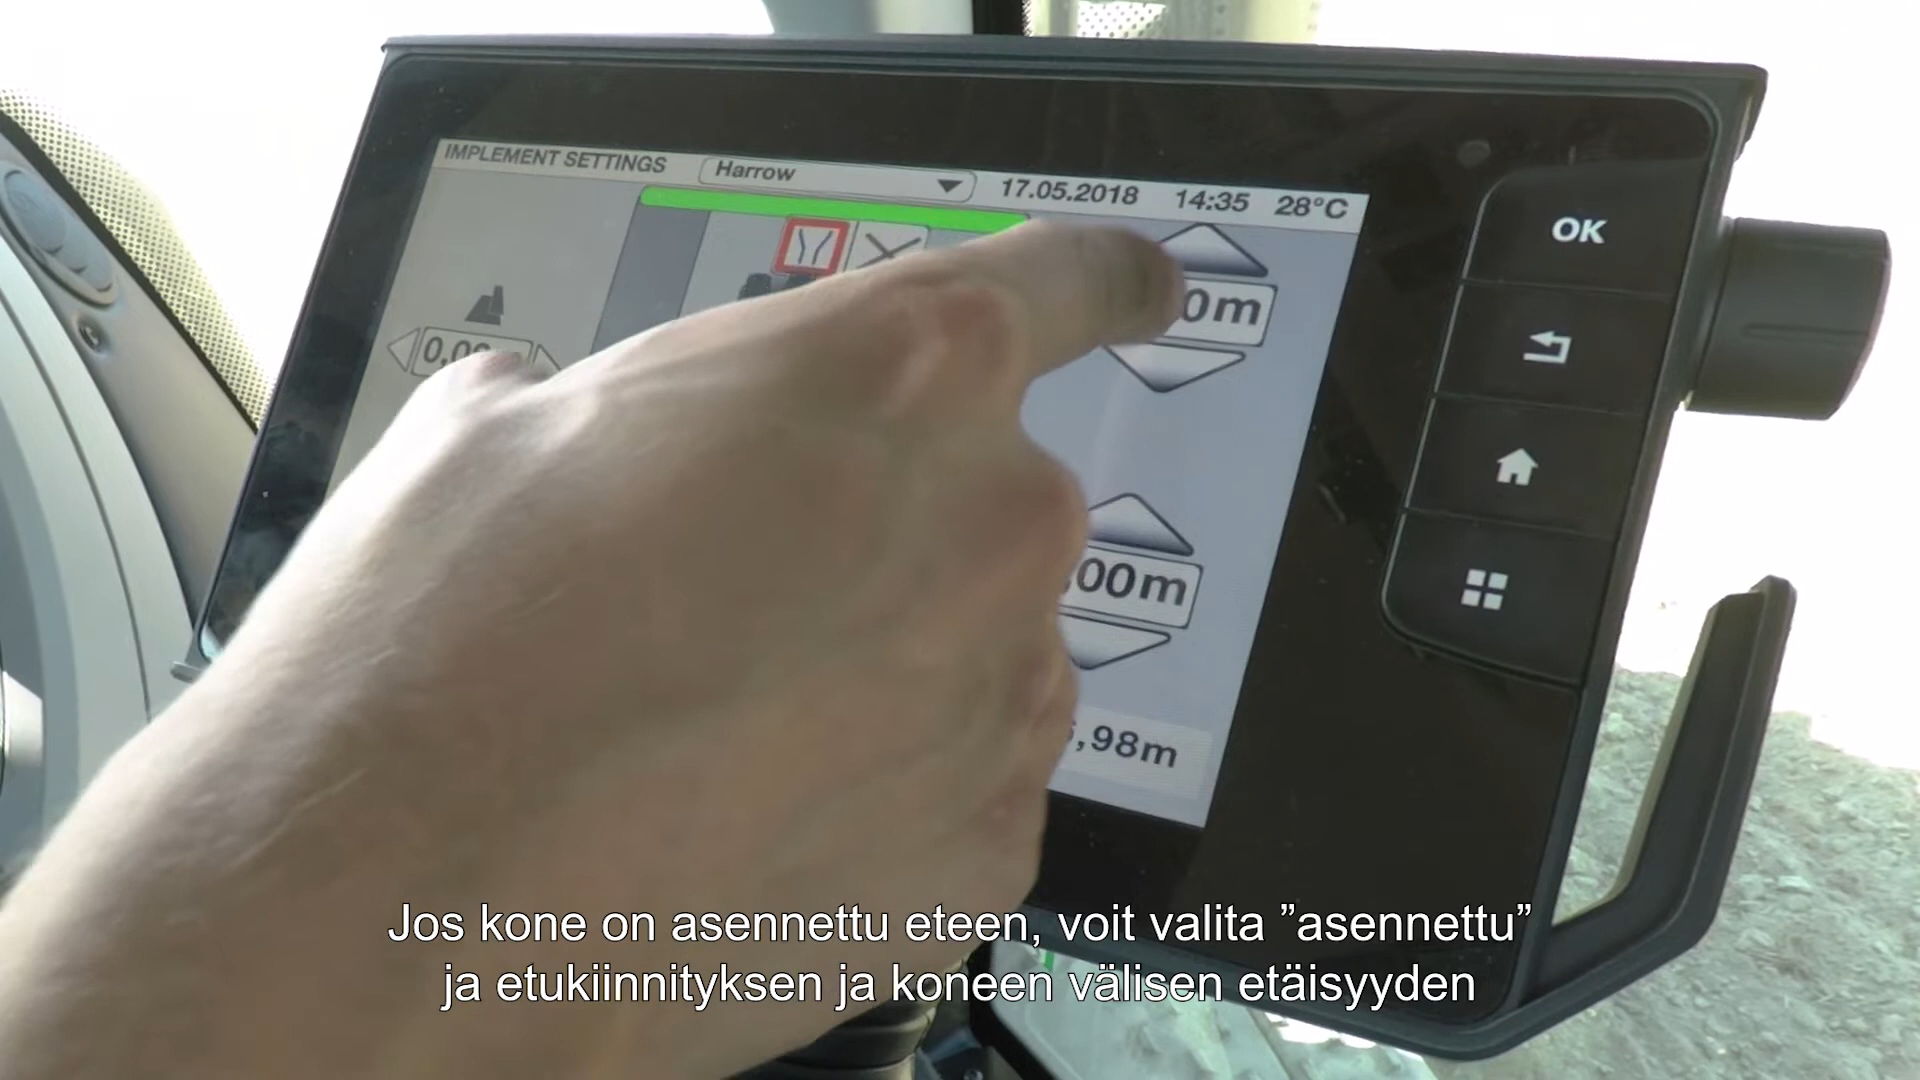 IMPLEMENT SETTINGS Harrow 17.05.2018 14:35 28°C
OK
Jos kone on asennettu eteen, voit valita ”asennettu”
ja etukiinnityksen ja koneen välisen etäisyyden